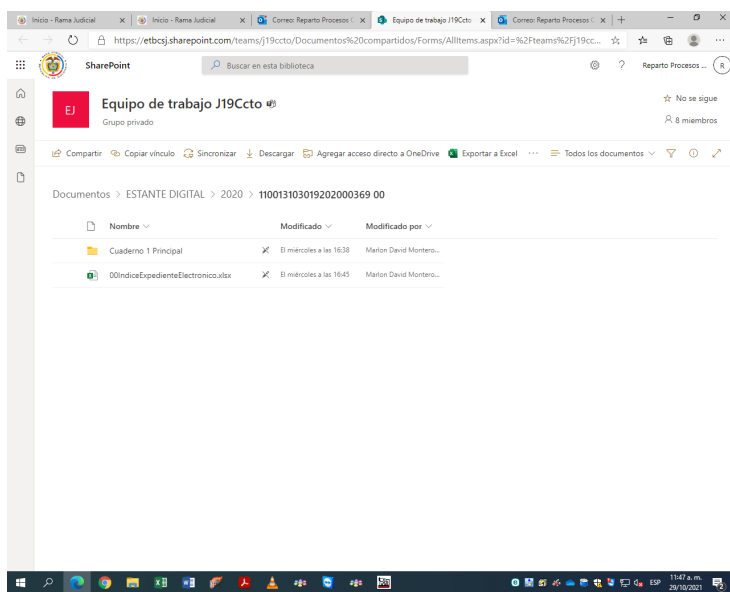 Inicio - Rama Judicial
Inicio - Rama Judicial
Correo: Reparto Procesos C
Equipo de trabajo J19Ccto
Correo: Reparto Procesos C
https://etbcsj.sharepoint.com/teams/j19ccto/Documentos%20compartidos/Forms/AllItems.aspx?id=%2Fteams%2Fj19cc...
SharePoint
Buscar en esta biblioteca
?
Reparto Procesos ...
R
EJ
Equipo de trabajo J19Ccto
Grupo privado
No se sigue
8 miembros
Compartir
Copiar vínculo
Sincronizar
Descargar
Agregar acceso directo a OneDrive
Exportar a Excel
...
Todos los documentos
Documentos > ESTANTE DIGITAL > 2020 > 110013103019202000369 00
Nombre
Modificado
Modificado por
Cuaderno 1 Principal
El miércoles a las 16:38
Marlon David Montero...
00IndiceExpedienteElectronico.xlsx
El miércoles a las 16:45
Marlon David Montero...
ESP
11:47 a. m.
29/10/2021